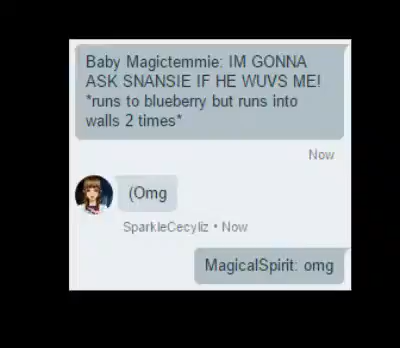 Baby Magictemmie: IM GONNA
ASK SNANSIE IF HE WUVS ME!
*runs to blueberry but runs into
walls 2 times*
Now
(Omg
SparkleCecyliz • Now
MagicalSpirit: omg